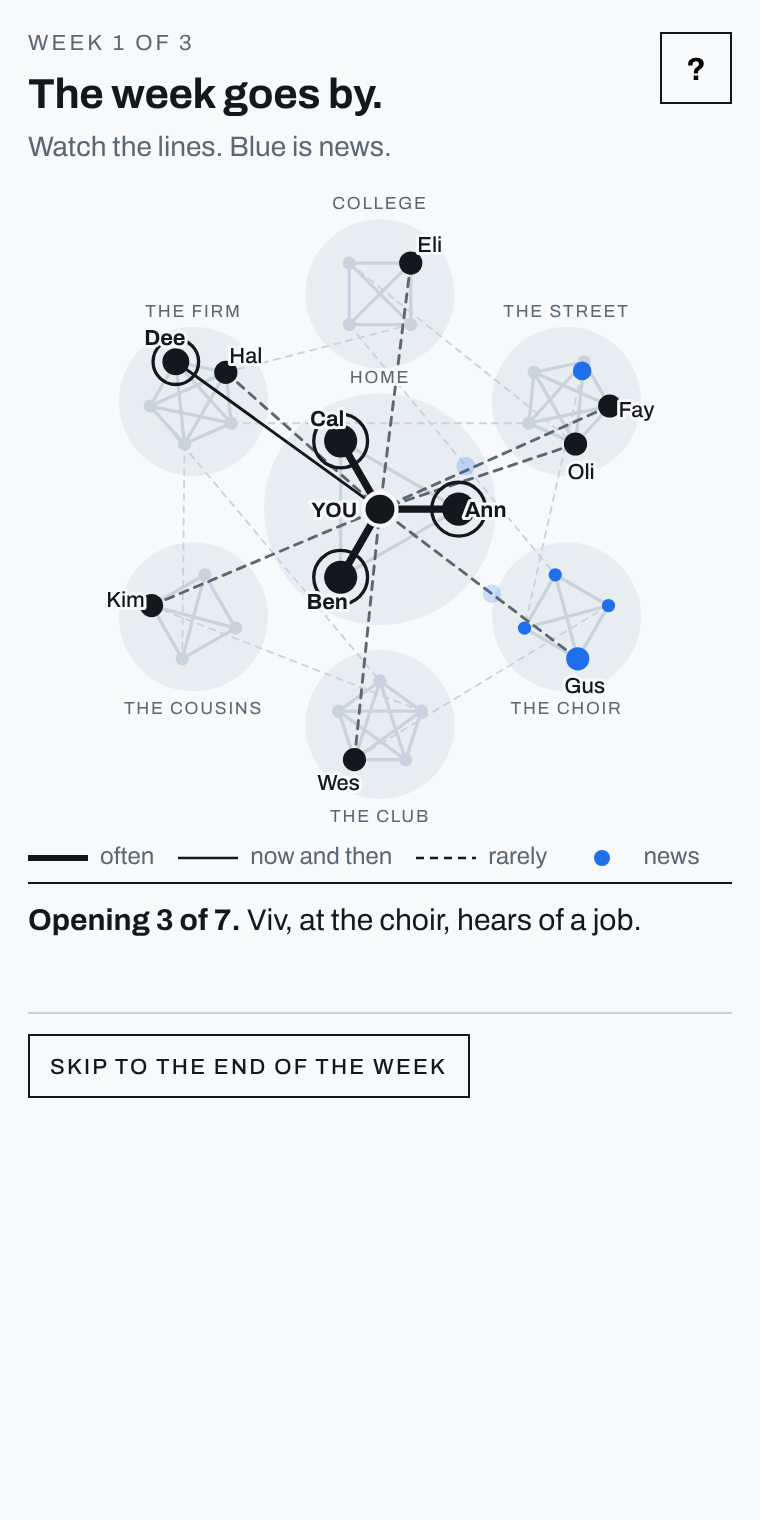 WEEK 1 OF 3
?
The week goes by.
Watch the lines. Blue is news.
COLLEGE
Eli
THE FIRM
THE STREET
Dee
Hal
HOME
Fay
Cal
Oli
YOU
Ann
Kim
Ben
Gus
THE COUSINS
THE CHOIR
Wes
THE CLUB
often
now and then
rarely
news
Opening 3 of 7. Viv, at the choir, hears of a job.
SKIP TO THE END OF THE WEEK